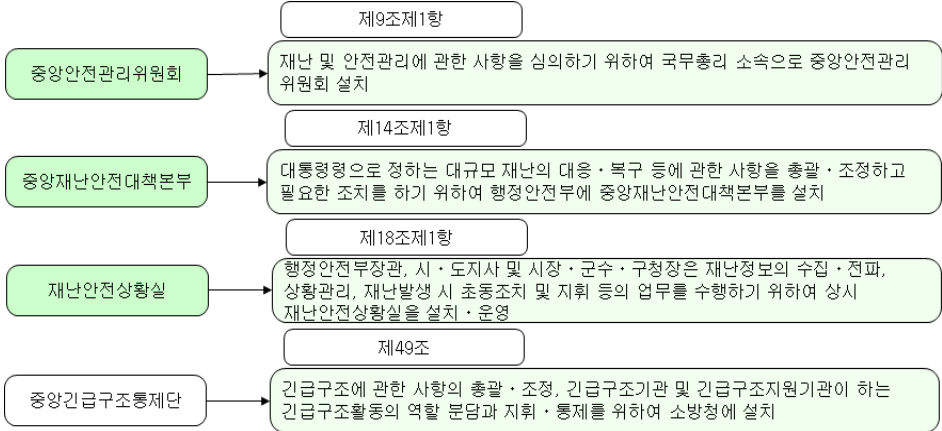 제9조제1항
중앙안전관리위원회
재난 및 안전관리에 관한 사항을 심의하기 위하여 국무총리 소속으로 중앙안전관리
위원회 설치
제14조제1항
중앙재난안전대책본부
대통령령으로 정하는 대규모 재난의 대응・복구 등에 관한 사항을 총괄・조정하고
필요한 조치를 하기 위하여 행정안전부에 중앙재난안전대책본부를 설치
제18조제1항
재난안전상황실
행정안전부장관, 시・도지사 및 시장・군수・구청장은 재난정보의 수집・전파,
상황관리, 재난발생 시 초동조치 및 지휘 등의 업무를 수행하기 위하여 상시
재난안전상황실을 설치・운영
제49조
중앙긴급구조통제단
긴급구조에 관한 사항의 총괄・조정, 긴급구조기관 및 긴급구조지원기관이 하는
긴급구조활동의 역할 분담과 지휘・통제를 위하여 소방청에 설치